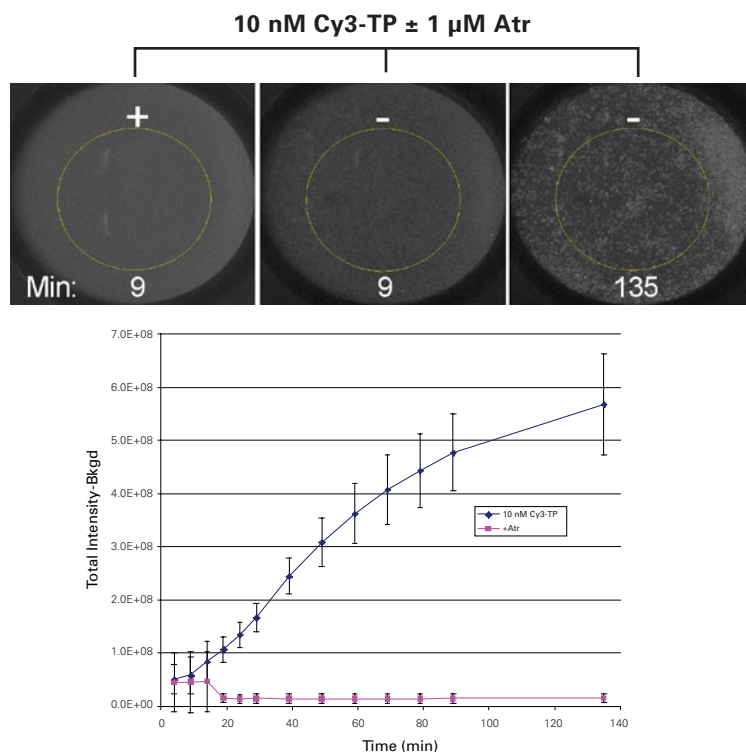 10 nM Cy3-TP ± 1 µM Atr
+ - -
Min: 9 9 135
7.0E+08
6.0E+08
5.0E+08
4.0E+08
3.0E+08
2.0E+08
1.0E+08
0.0E+00
Total Intensity-Bkgd
10 nM Cy3-TP
+Atr
0 20 40 60 80 100 120 140
Time (min)